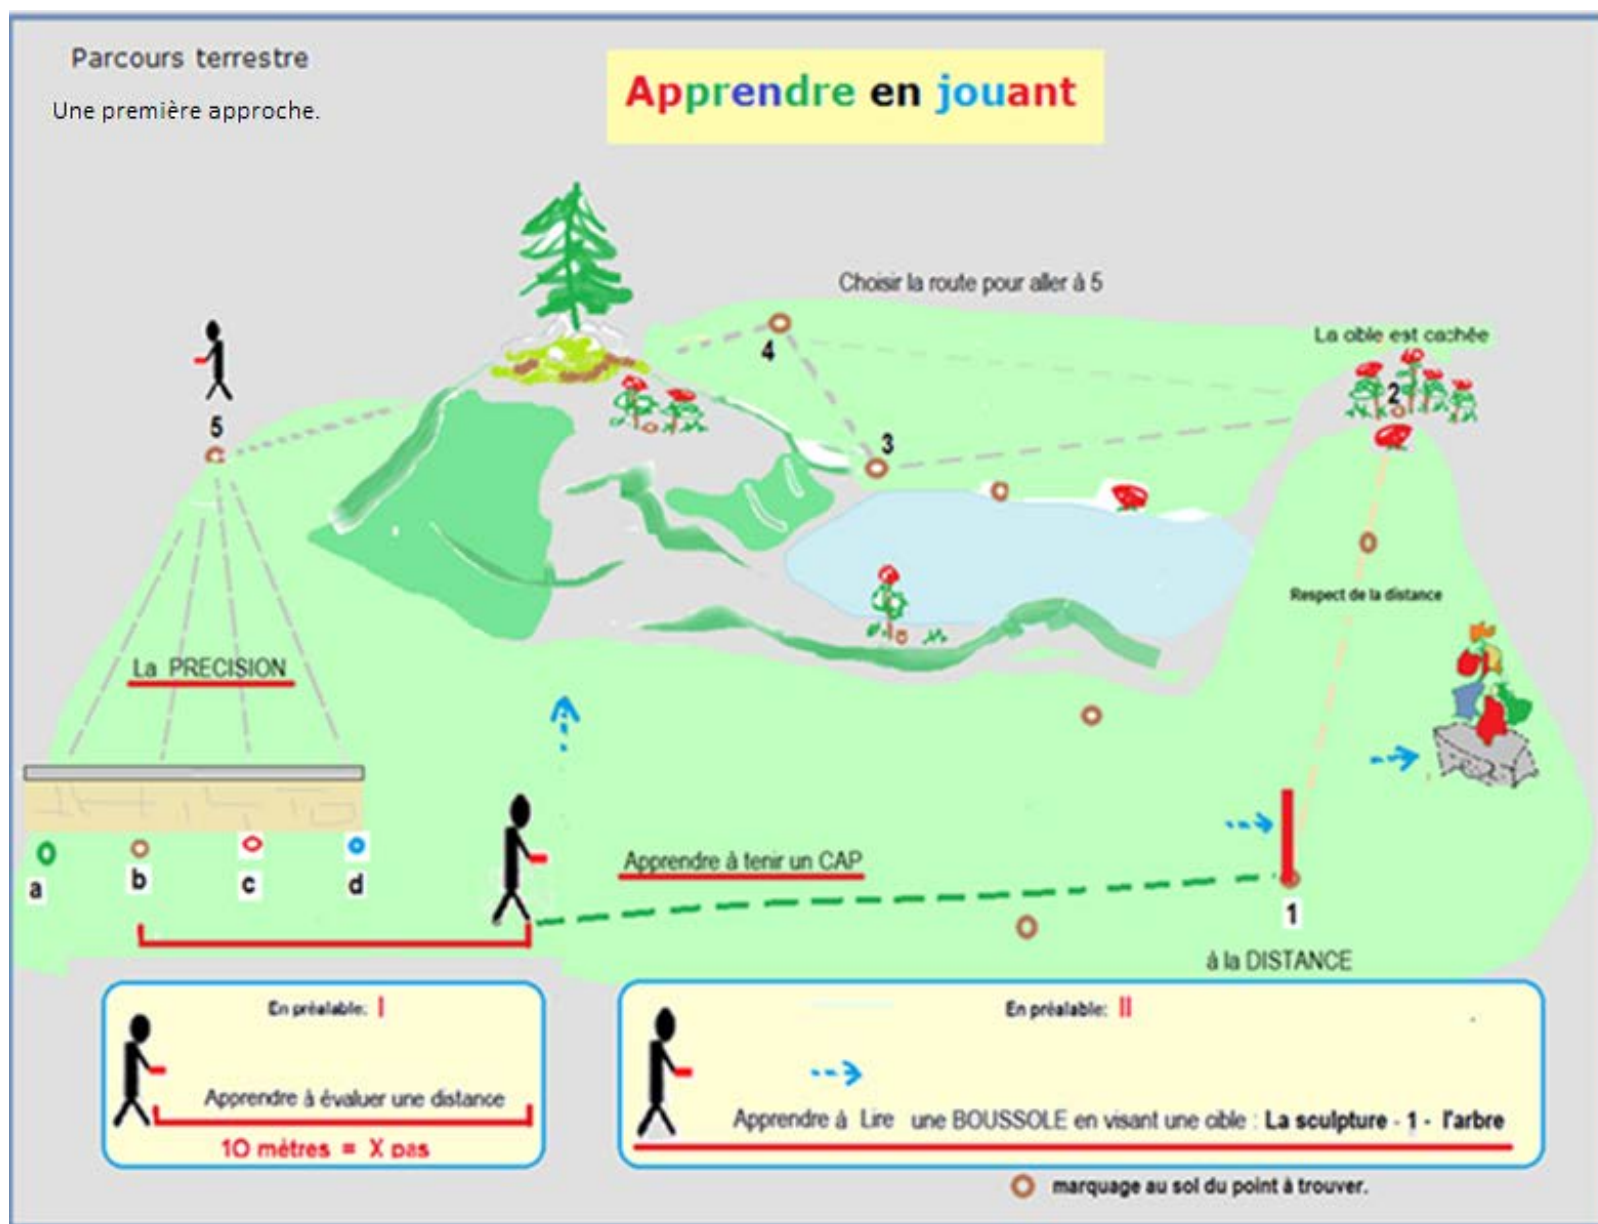 Parcours terrestre
Une première approche.
Apprendre en jouant
Choisir la route pour aller à 5
La cible est cachée
4
2
5
3
Respect de la distance
La PRECISION
Apprendre à tenir un CAP
a
b
c
d
1
à la DISTANCE
En préalable: I
Apprendre à évaluer une distance
10 mètres = X pas
En préalable: II
Apprendre à Lire une BOUSSOLE en visant une cible : La sculpture - 1 - l'arbre
marquage au sol du point à trouver.